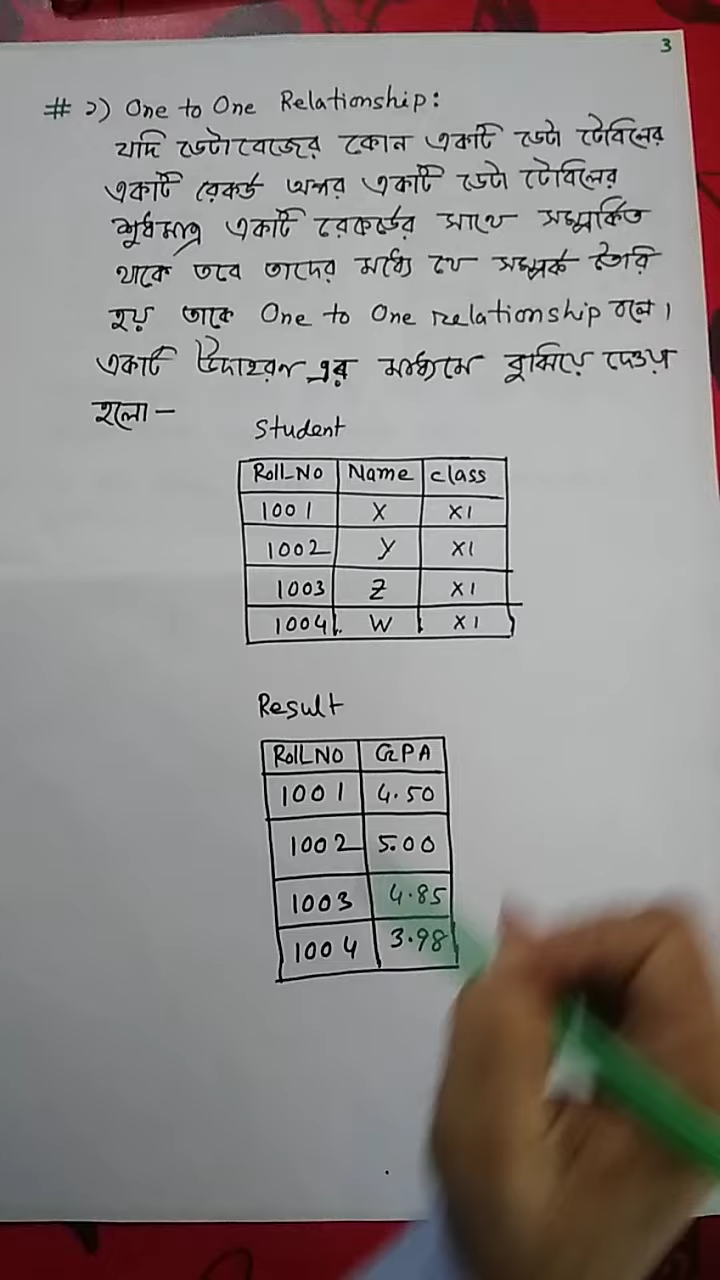 3
# ১) One to One Relationship:
যদি ডেটাবেজের কোন একটি ডেটা টেবিলের
একটি রেকর্ড অপর একটি ডেটা টেবিলের
শুধুমাত্র একটি রেকর্ডের সাথে সম্পর্কিত
থাকে তবে তাদের মধ্যে যে সম্পর্ক তৈরি
হয় তাকে One to One Relationship বলে।
একটি উদাহরন এর মাধ্যমে বুঝিয়ে দেওয়া
হলো -
Student
Roll_No Name class
1001 X XI
1002 Y XI
1003 Z XI
1004 W XI
Result
Roll_No GPA
1001 4.50
1002 5.00
1003 4.85
1004 3.98